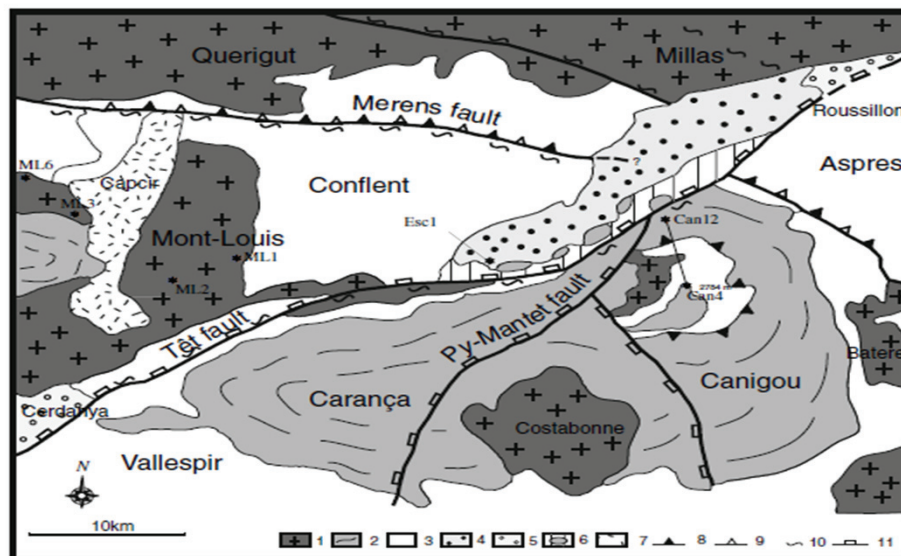 Querigut
Millas
Merens fault
?
Roussillon
Aspres
ML6
Capcir
ML3
Conflent
Esc1
Can12
Mont-Louis
ML1
ML2
2784 m
Can4
Têt fault
Py-Mantet fault
Batere
Carança
Canigou
Cerdanya
Costabonne
Vallespir
N
10km
1 2 3 4 5 6 7 8 9 10 11